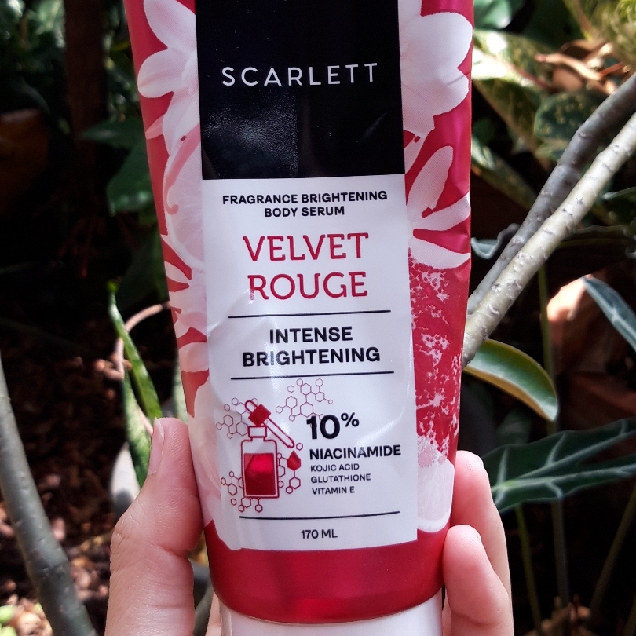 SCARLETT
FRAGRANCE BRIGHTENING
BODY SERUM
VELVET
ROUGE
INTENSE
BRIGHTENING
10%
NIACINAMIDE
KOJIC ACID
GLUTATHIONE
VITAMIN E
170 ML